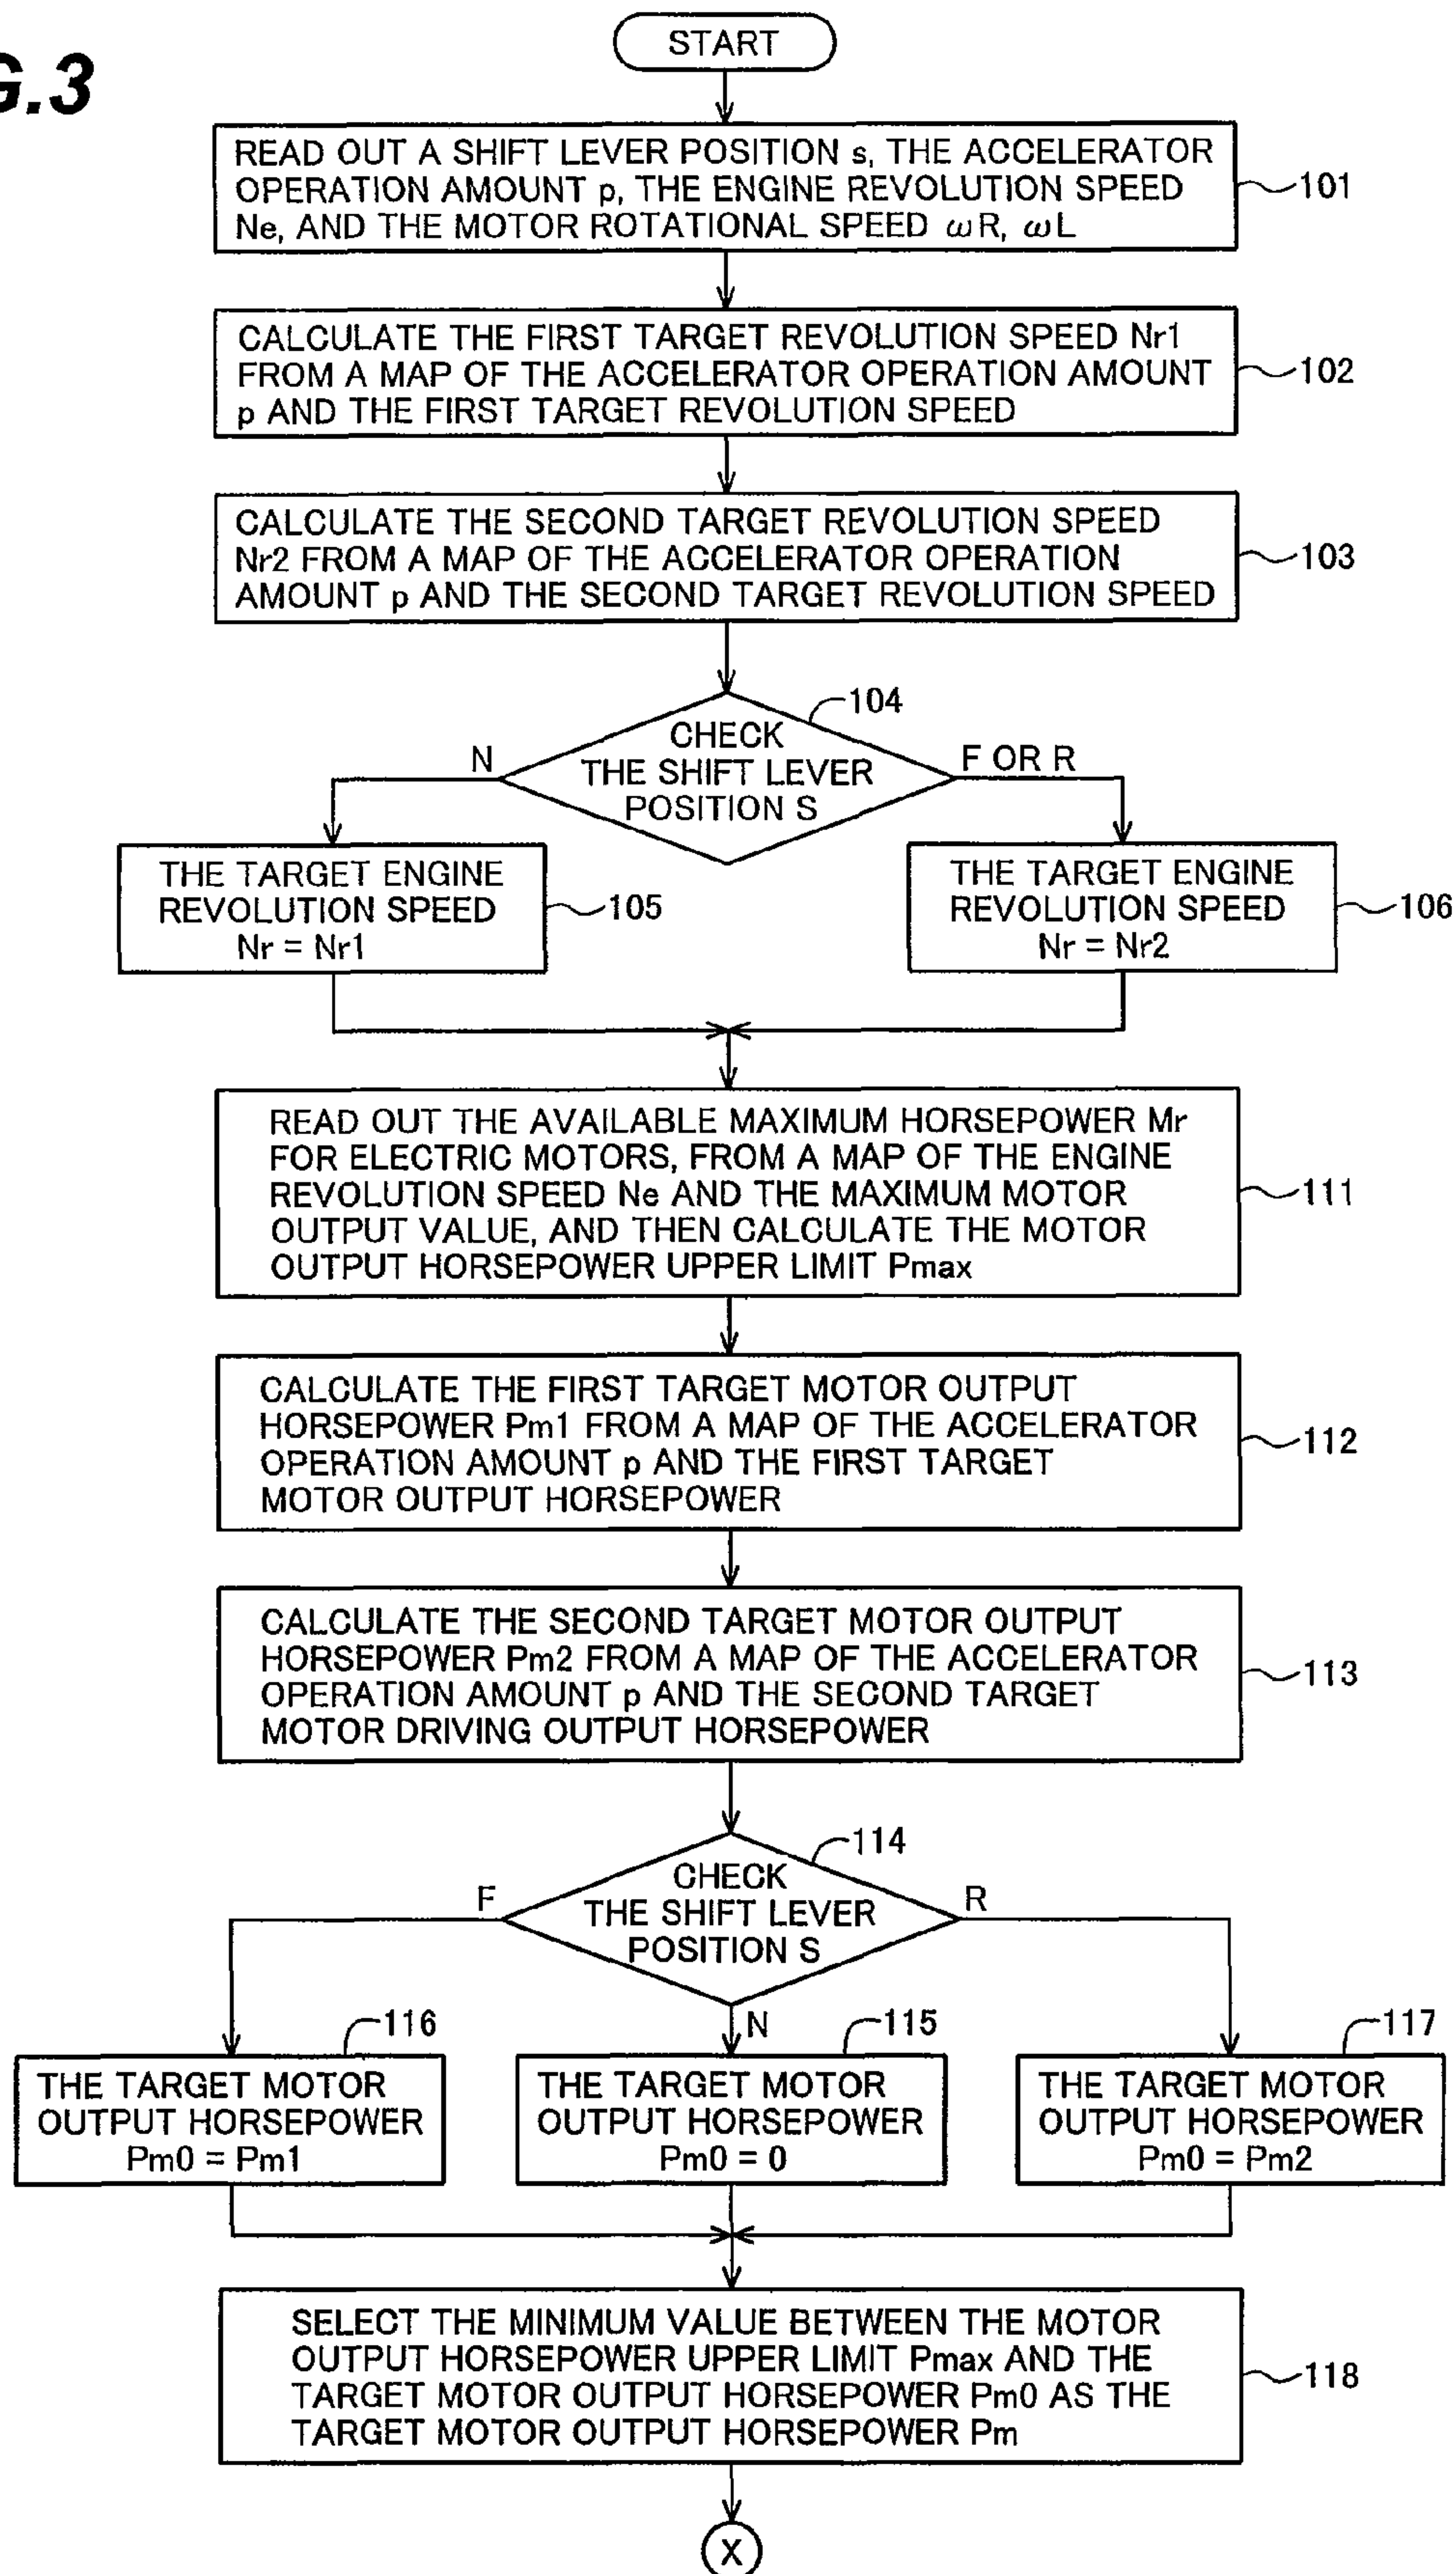 G.3
START
READ OUT A SHIFT LEVER POSITION s, THE ACCELERATOR
OPERATION AMOUNT p, THE ENGINE REVOLUTION SPEED
Ne, AND THE MOTOR ROTATIONAL SPEED ωR, ωL
101
CALCULATE THE FIRST TARGET REVOLUTION SPEED Nr1
FROM A MAP OF THE ACCELERATOR OPERATION AMOUNT
p AND THE FIRST TARGET REVOLUTION SPEED
102
CALCULATE THE SECOND TARGET REVOLUTION SPEED
Nr2 FROM A MAP OF THE ACCELERATOR OPERATION
AMOUNT p AND THE SECOND TARGET REVOLUTION SPEED
103
104
CHECK
THE SHIFT LEVER
POSITION S
N
F OR R
THE TARGET ENGINE
REVOLUTION SPEED
Nr = Nr1
105
THE TARGET ENGINE
REVOLUTION SPEED
Nr = Nr2
106
READ OUT THE AVAILABLE MAXIMUM HORSEPOWER Mr
FOR ELECTRIC MOTORS, FROM A MAP OF THE ENGINE
REVOLUTION SPEED Ne AND THE MAXIMUM MOTOR
OUTPUT VALUE, AND THEN CALCULATE THE MOTOR
OUTPUT HORSEPOWER UPPER LIMIT Pmax
111
CALCULATE THE FIRST TARGET MOTOR OUTPUT
HORSEPOWER Pm1 FROM A MAP OF THE ACCELERATOR
OPERATION AMOUNT p AND THE FIRST TARGET
MOTOR OUTPUT HORSEPOWER
112
CALCULATE THE SECOND TARGET MOTOR OUTPUT
HORSEPOWER Pm2 FROM A MAP OF THE ACCELERATOR
OPERATION AMOUNT p AND THE SECOND TARGET
MOTOR DRIVING OUTPUT HORSEPOWER
113
114
CHECK
THE SHIFT LEVER
POSITION S
F
R
N
116
THE TARGET MOTOR
OUTPUT HORSEPOWER
Pm0 = Pm1
115
THE TARGET MOTOR
OUTPUT HORSEPOWER
Pm0 = 0
117
THE TARGET MOTOR
OUTPUT HORSEPOWER
Pm0 = Pm2
SELECT THE MINIMUM VALUE BETWEEN THE MOTOR
OUTPUT HORSEPOWER UPPER LIMIT Pmax AND THE
TARGET MOTOR OUTPUT HORSEPOWER Pm0 AS THE
TARGET MOTOR OUTPUT HORSEPOWER Pm
118
X